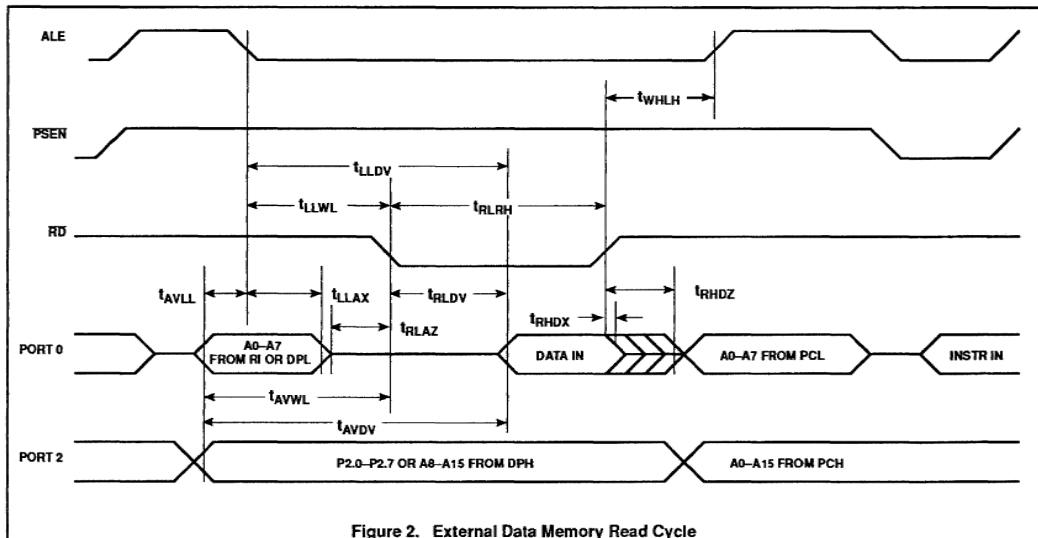 ALE
tWHLH
PSEN
tLLDV
tLLWL
tRLRH
RD
tAVLL
tLLAX
tRLDV
tRHDZ
tRLAZ
tRHDX
PORT 0
A0–A7
FROM RI OR DPL
DATA IN
A0–A7 FROM PCL
INSTR IN
tAVWL
tAVDV
PORT 2
P2.0–P2.7 OR A8–A15 FROM DPH
A0–A15 FROM PCH
Figure 2. External Data Memory Read Cycle